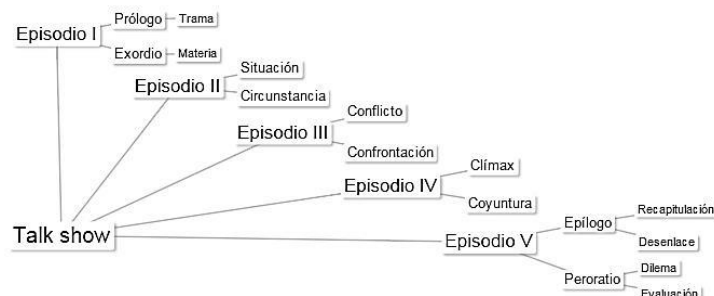 Episodio I
Prólogo
Trama
Exordio
Materia
Episodio II
Situación
Circunstancia
Episodio III
Conflicto
Confrontación
Episodio IV
Clímax
Coyuntura
Talk show
Episodio V
Epílogo
Recapitulación
Desenlace
Peroratio
Dilema
Evaluación